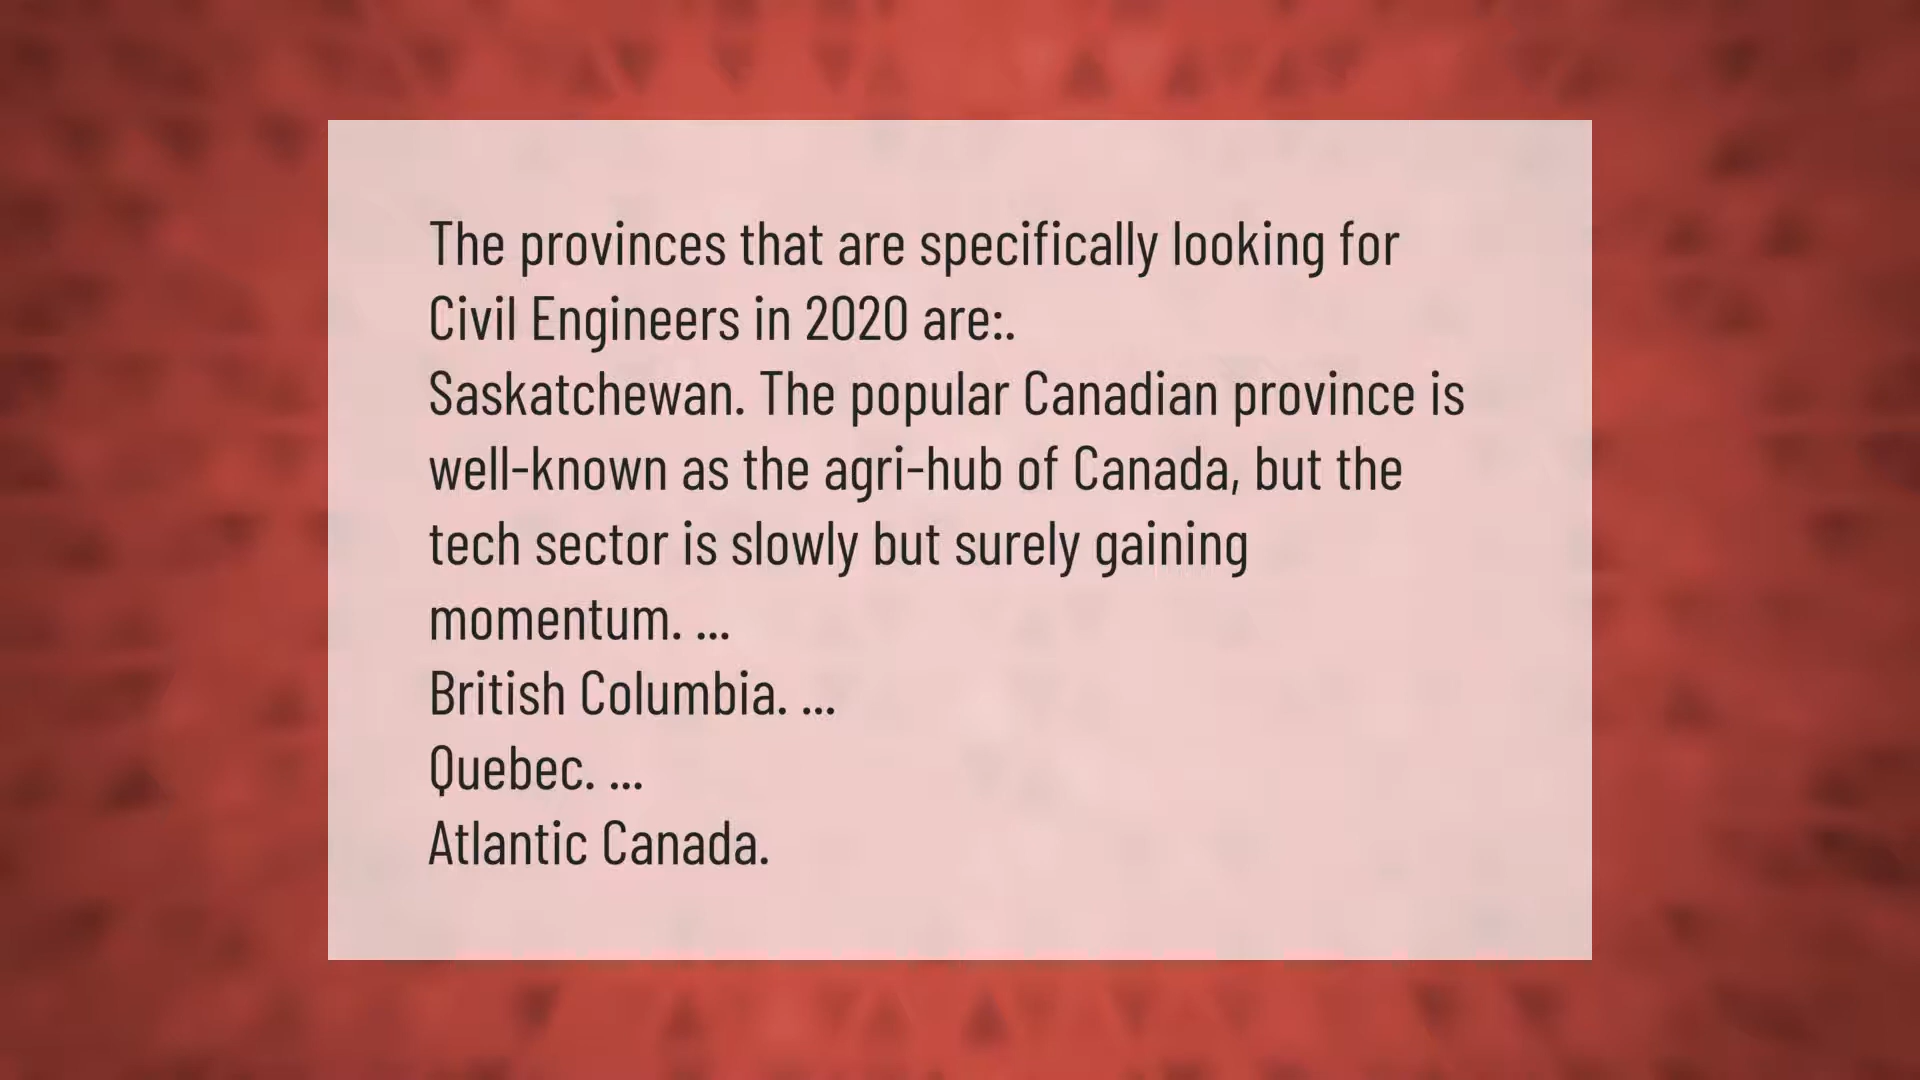 The provinces that are specifically looking for
Civil Engineers in 2020 are:.
Saskatchewan. The popular Canadian province is
well-known as the agri-hub of Canada, but the
tech sector is slowly but surely gaining
momentum. ...
British Columbia. ...
Quebec. ...
Atlantic Canada.